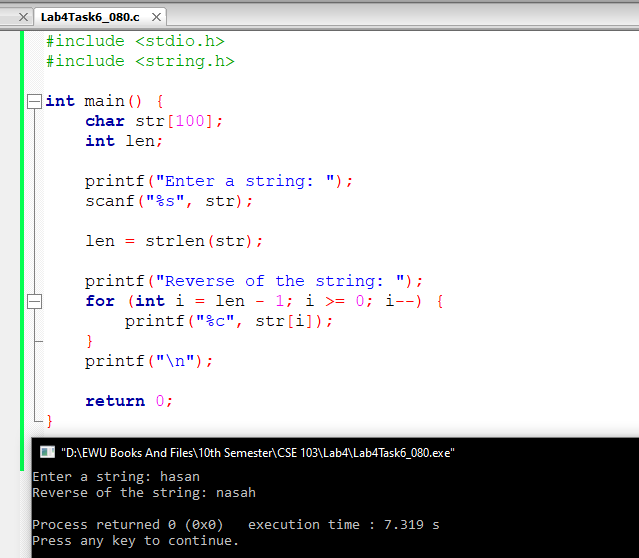 Lab4Task6_080.c
#include <stdio.h>
#include <string.h>
int main() {
    char str[100];
    int len;
    printf("Enter a string: ");
    scanf("%s", str);
    len = strlen(str);
    printf("Reverse of the string: ");
    for (int i = len - 1; i >= 0; i--) {
        printf("%c", str[i]);
    }
    printf("\n");
    return 0;
}
"D:\EWU Books And Files\10th Semester\CSE 103\Lab4\Lab4Task6_080.exe"
Enter a string: hasan
Reverse of the string: nasah
Process returned 0 (0x0)   execution time : 7.319 s
Press any key to continue.